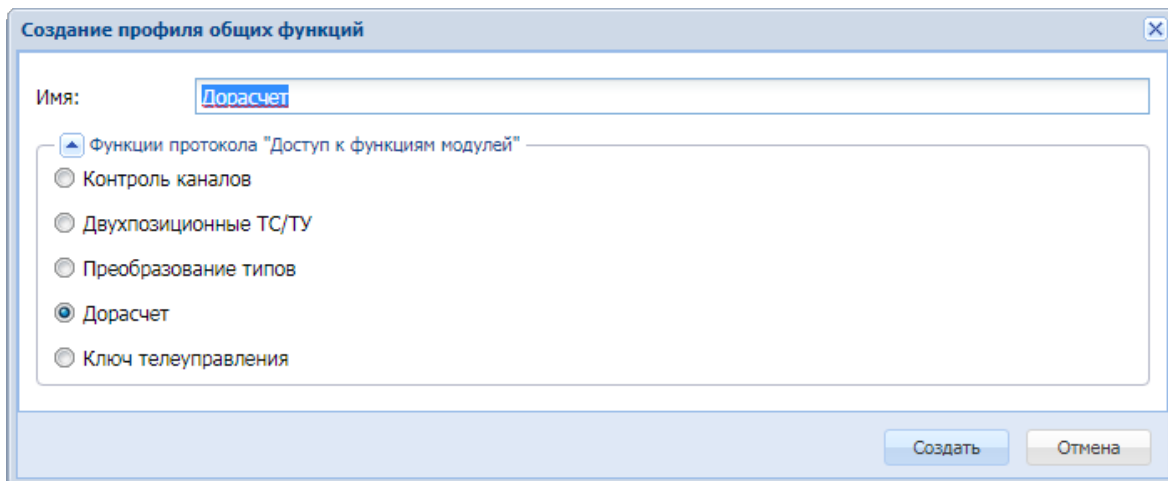 Создание профиля общих функций
Имя: Дорасчет
Функции протокола "Доступ к функциям модулей"
Контроль каналов
Двухпозиционные ТС/ТУ
Преобразование типов
Дорасчет
Ключ телеуправления
Создать Отмена